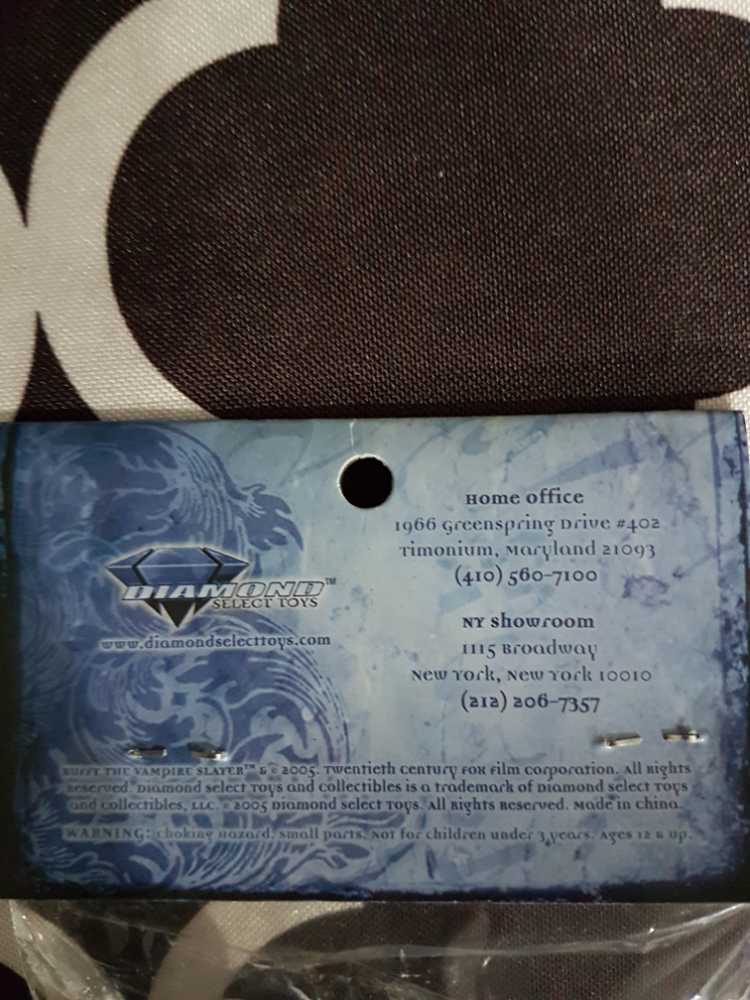 DIAMOND™
SELECT TOYS
www.diamondselecttoys.com
Home Office
1966 Greenspring Drive #402
Timonium, Maryland 21093
(410) 560-7100
NY Showroom
1115 Broadway
New York, New York 10010
(212) 206-7357
BUFFY THE VAMPIRE SLAYER™ & © 2005. Twentieth Century Fox Film Corporation. All Rights
Reserved. Diamond Select Toys and Collectibles is a trademark of Diamond Select Toys
and Collectibles, LLC. © 2005 Diamond Select Toys. All Rights Reserved. Made in China.
WARNING: Choking Hazard. Small parts. Not for children under 3 years. Ages 12 & up.